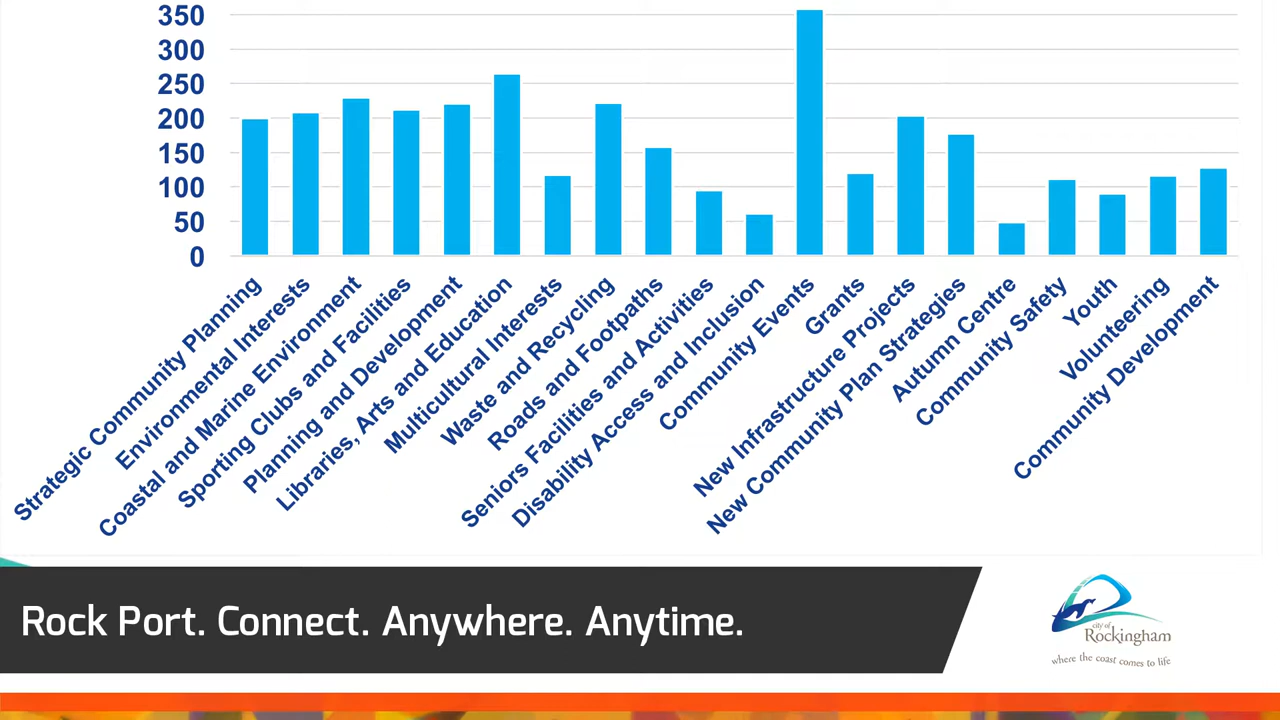 350
300
250
200
150
100
50
0
Strategic Community Planning
Environmental Interests
Coastal and Marine Environment
Sporting Clubs and Facilities
Planning and Development
Libraries, Arts and Education
Multicultural Interests
Waste and Recycling
Roads and Footpaths
Seniors Facilities and Activities
Disability Access and Inclusion
Community Events
Grants
New Infrastructure Projects
New Community Plan Strategies
Autumn Centre
Community Safety
Youth
Volunteering
Community Development
Rock Port. Connect. Anywhere. Anytime.
city of
Rockingham
where the coast comes to life